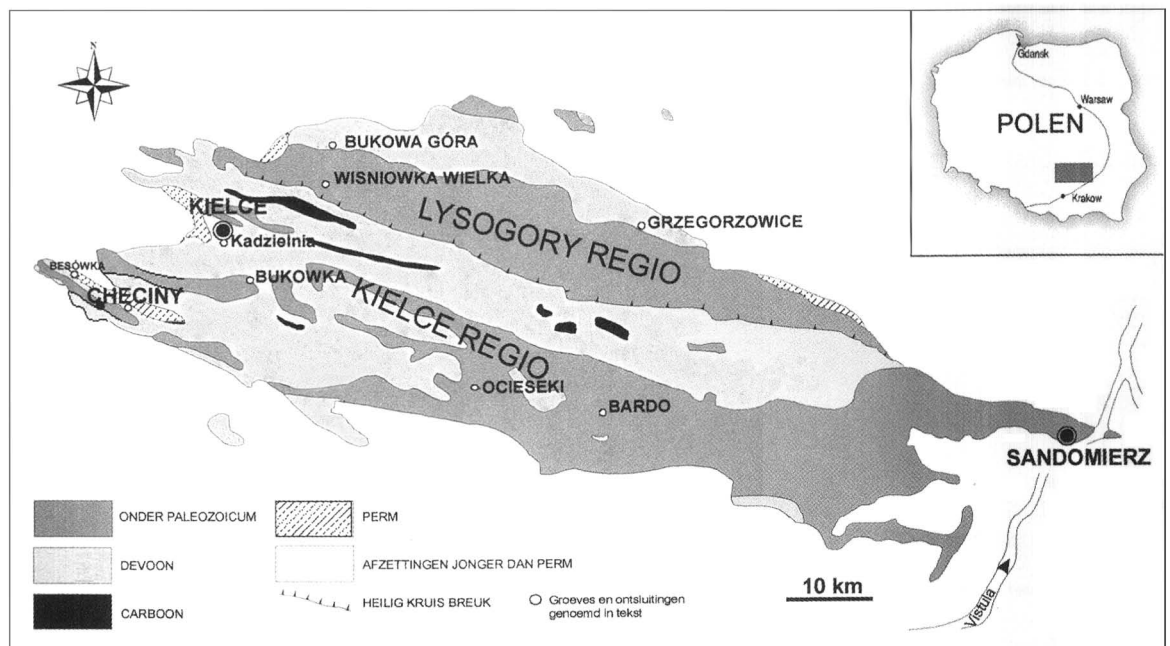 N
BUKOWA GÓRA
WISNIOWKA WIELKA
KIELCE
Kadzielnia
LYSOGORY REGIO
GRZEGORZOWICE
BESÓWKA
CHĘCINY
BUKOWKA
KIELCE REGIO
OCIESEKI
BARDO
SANDOMIERZ
Vistula
10 km
Gdansk
Warsaw
POLEN
Krakow
ONDER PALEOZOICUM
DEVOON
CARBOON
PERM
AFZETTINGEN JONGER DAN PERM
HEILIG KRUIS BREUK
Groeves en ontsluitingen
genoemd in tekst